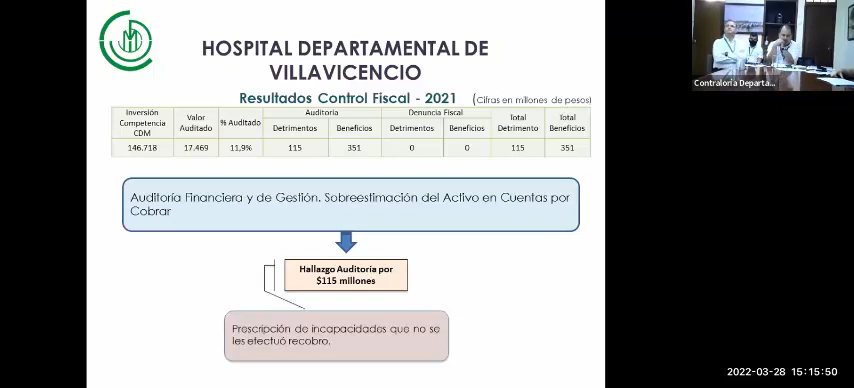 HOSPITAL DEPARTAMENTAL DE
VILLAVICENCIO
Resultados Control Fiscal - 2021 (Cifras en millones de pesos)
Inversión Competencia CDM Valor Auditado % Auditado Auditoria Denuncia Fiscal Total Detrimento Total Beneficios
Detrimentos Beneficios Detrimentos Beneficios
146.718 17.469 11,9% 115 351 0 0 115 351
Auditoría Financiera y de Gestión. Sobreestimación del Activo en Cuentas por
Cobrar
Hallazgo Auditoría por
$115 millones
Prescripción de incapacidades que no se
les efectuó recobro.
Contraloría Departa...
2022-03-28 15:15:50